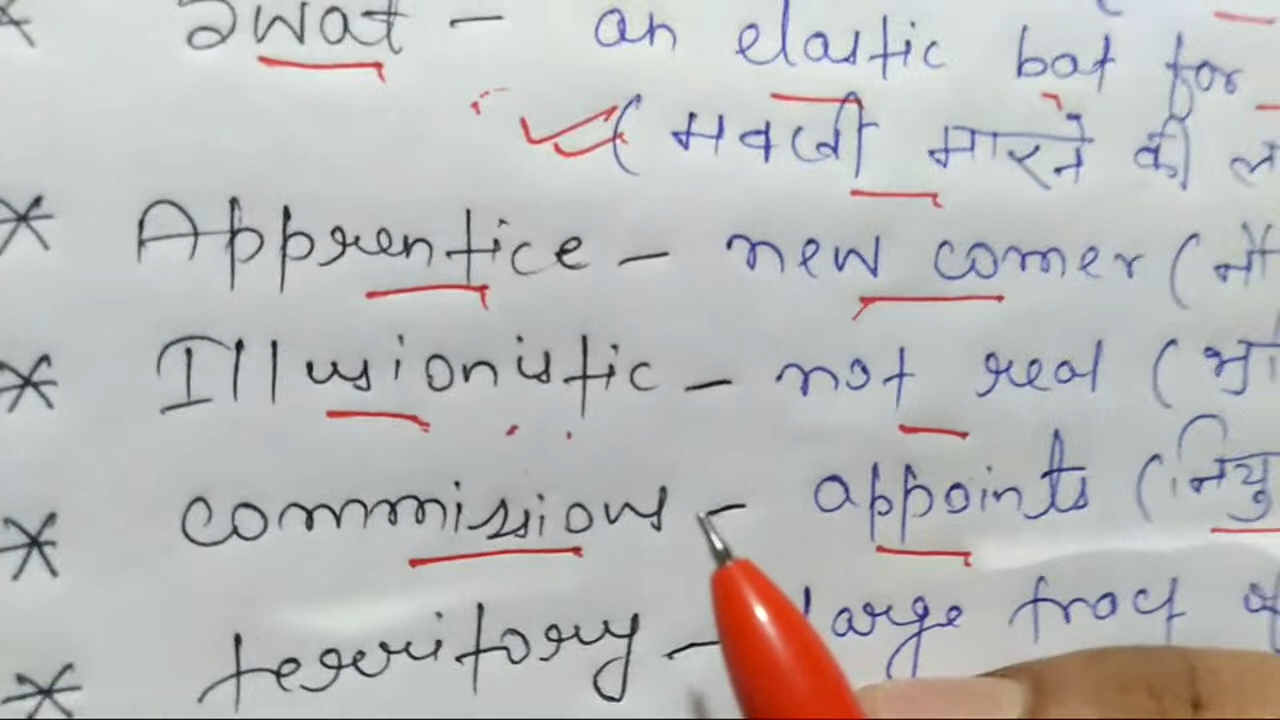 * Swat - an elastic bat for
( मक्खी मारने की
* Apprentice - new comer (
* Illusionistic - not real (
* commissions - appoints ( नियु
* territory - large tract